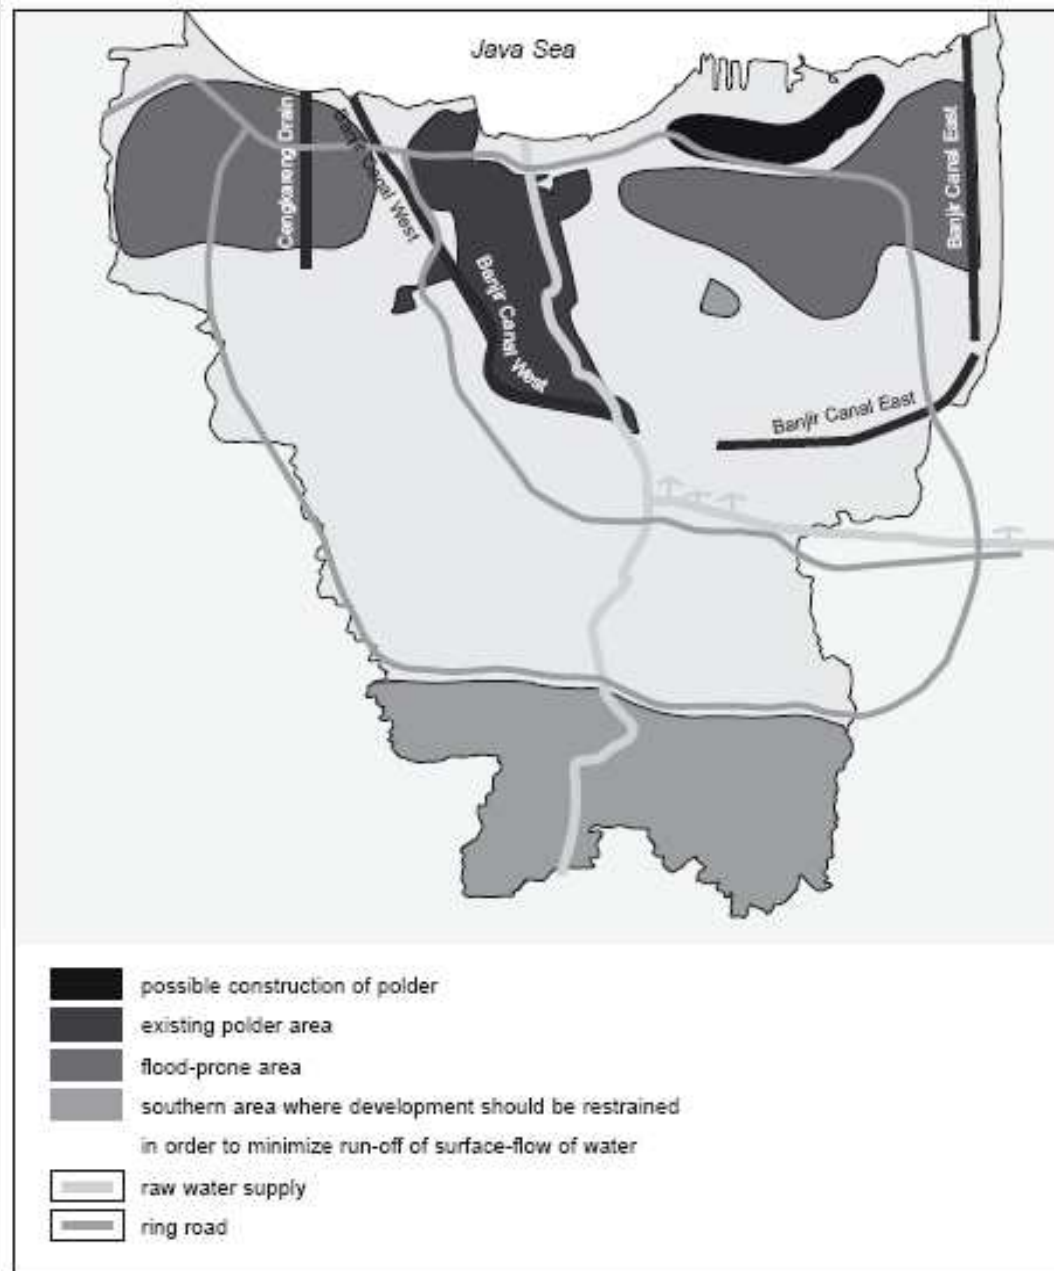 Java Sea
Cengkareng Drain
Banjir Canal West
Banjir Canal West
Banjir Canal East
Banjir Canal East
possible construction of polder
existing polder area
flood-prone area
southern area where development should be restrained
in order to minimize run-off of surface-flow of water
raw water supply
ring road